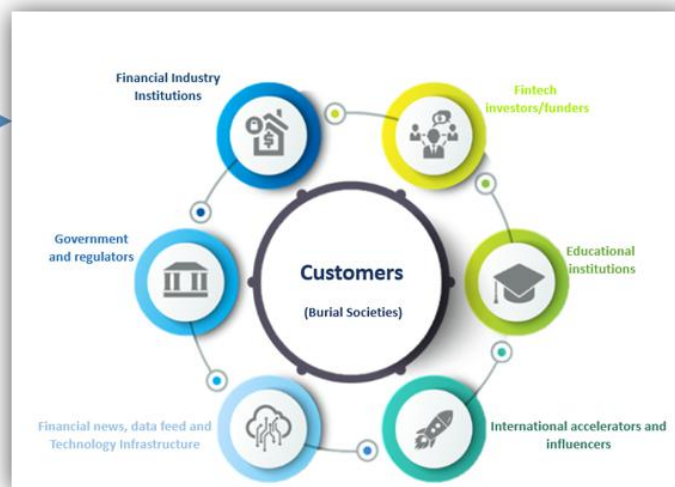 Financial Industry
Institutions
Fintech
investors/funders
Government
and regulators
Customers
(Burial Societies)
Educational
institutions
Financial news, data feed and
Technology Infrastructure
International accelerators and
influencers